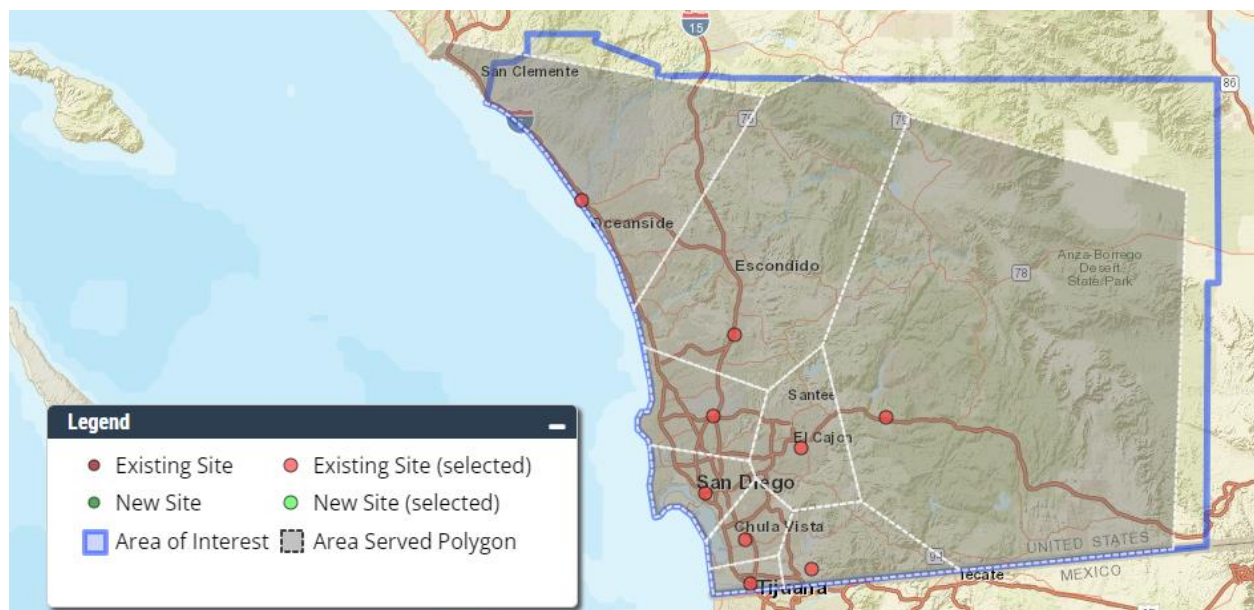 15
86
San Clemente
76
79
Oceanside
Escondido
Anza-Borrego
Desert
State Park
78
Santee
El Cajon
San Diego
Chula Vista
94
UNITED STATES
MEXICO
Tecate
Tijuana
Legend
Existing Site
Existing Site (selected)
New Site
New Site (selected)
Area of Interest
Area Served Polygon